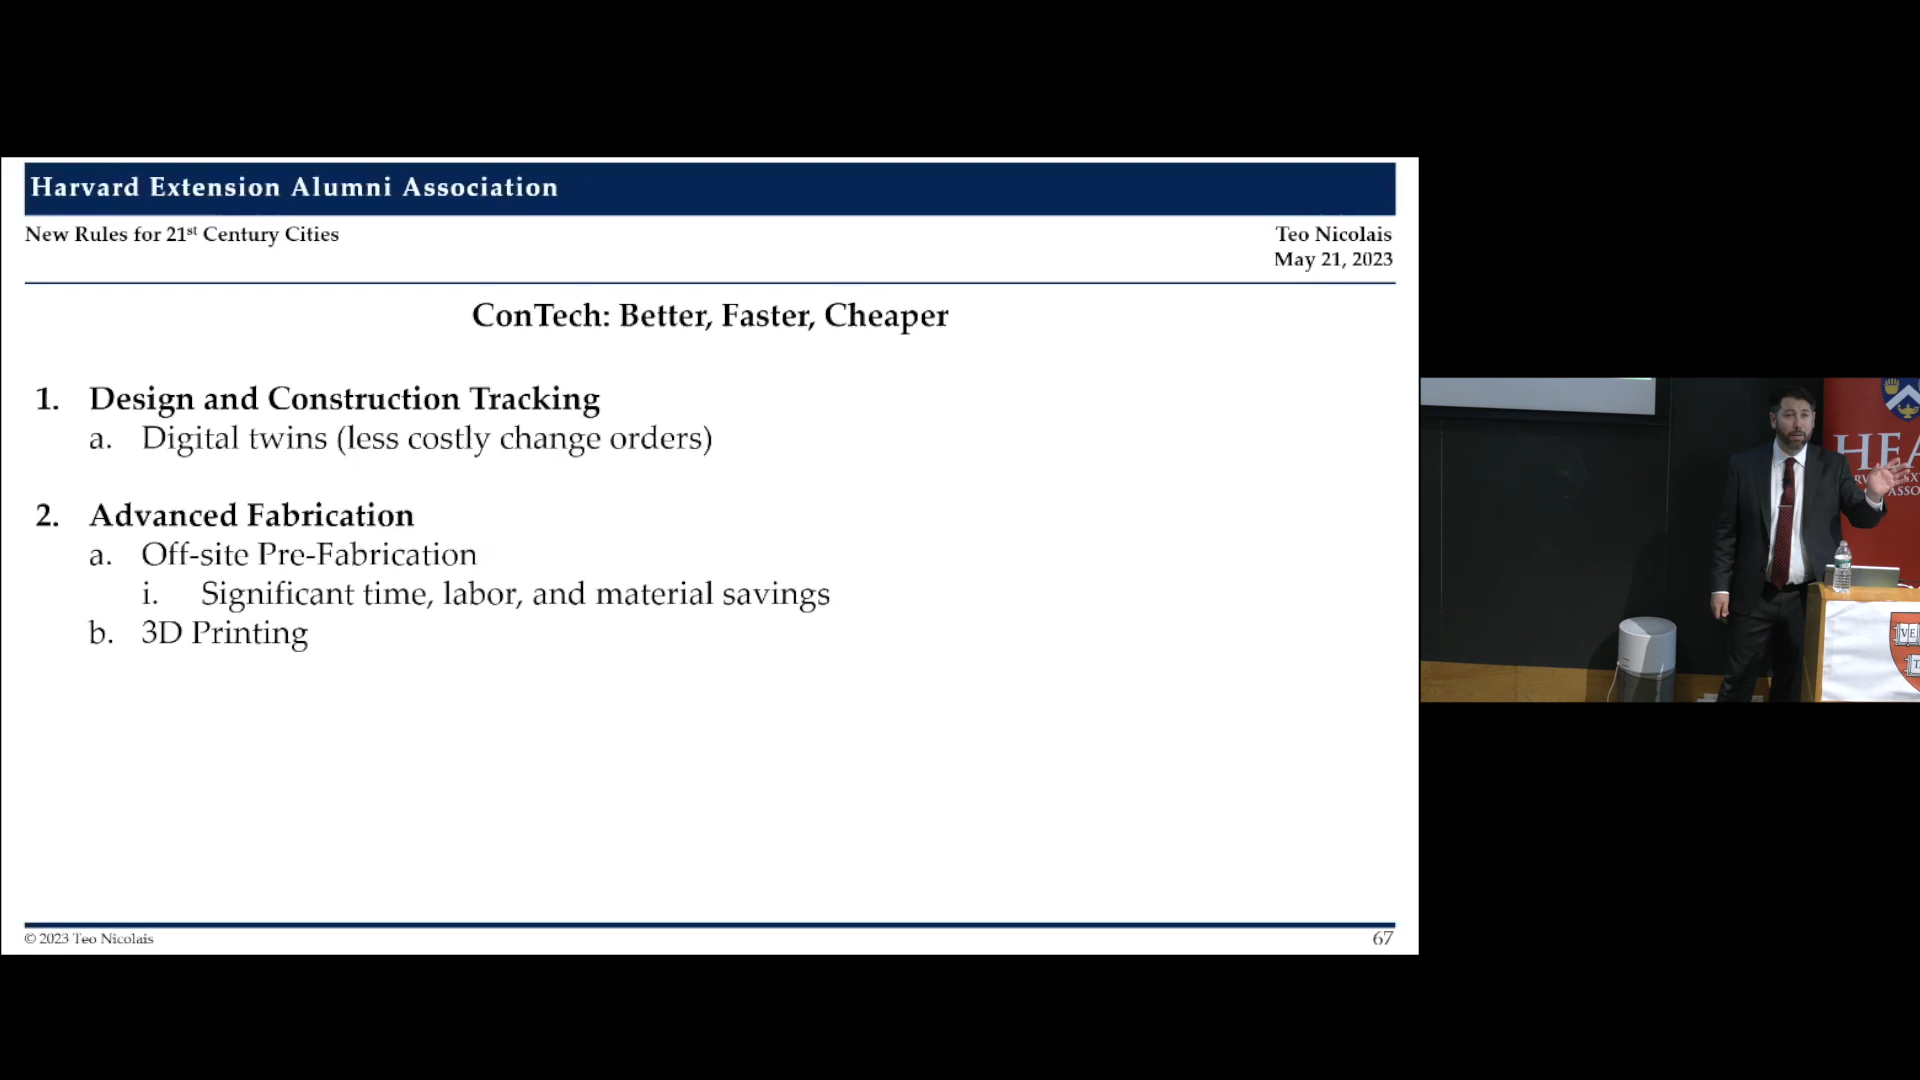 Harvard Extension Alumni Association
New Rules for 21st Century Cities
Teo Nicolais
May 21, 2023
ConTech: Better, Faster, Cheaper
1. Design and Construction Tracking
a. Digital twins (less costly change orders)
2. Advanced Fabrication
a. Off-site Pre-Fabrication
i. Significant time, labor, and material savings
b. 3D Printing
© 2023 Teo Nicolais
67
HEA
VE